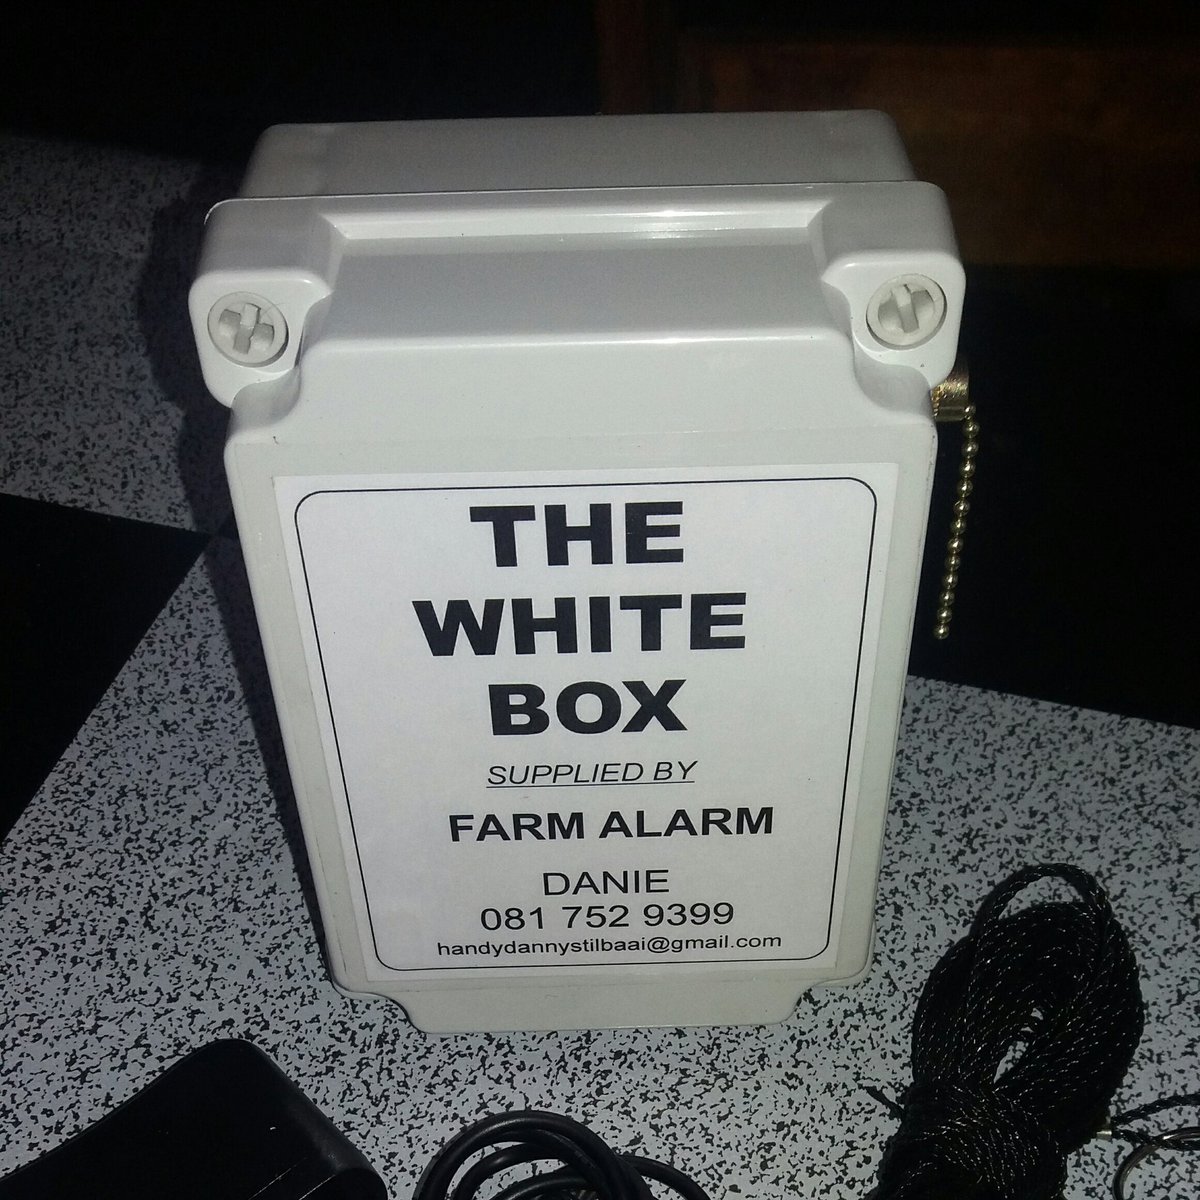 THE
WHITE
BOX
SUPPLIED BY
FARM ALARM
DANIE
081 752 9399
handydannystilbaai@gmail.com